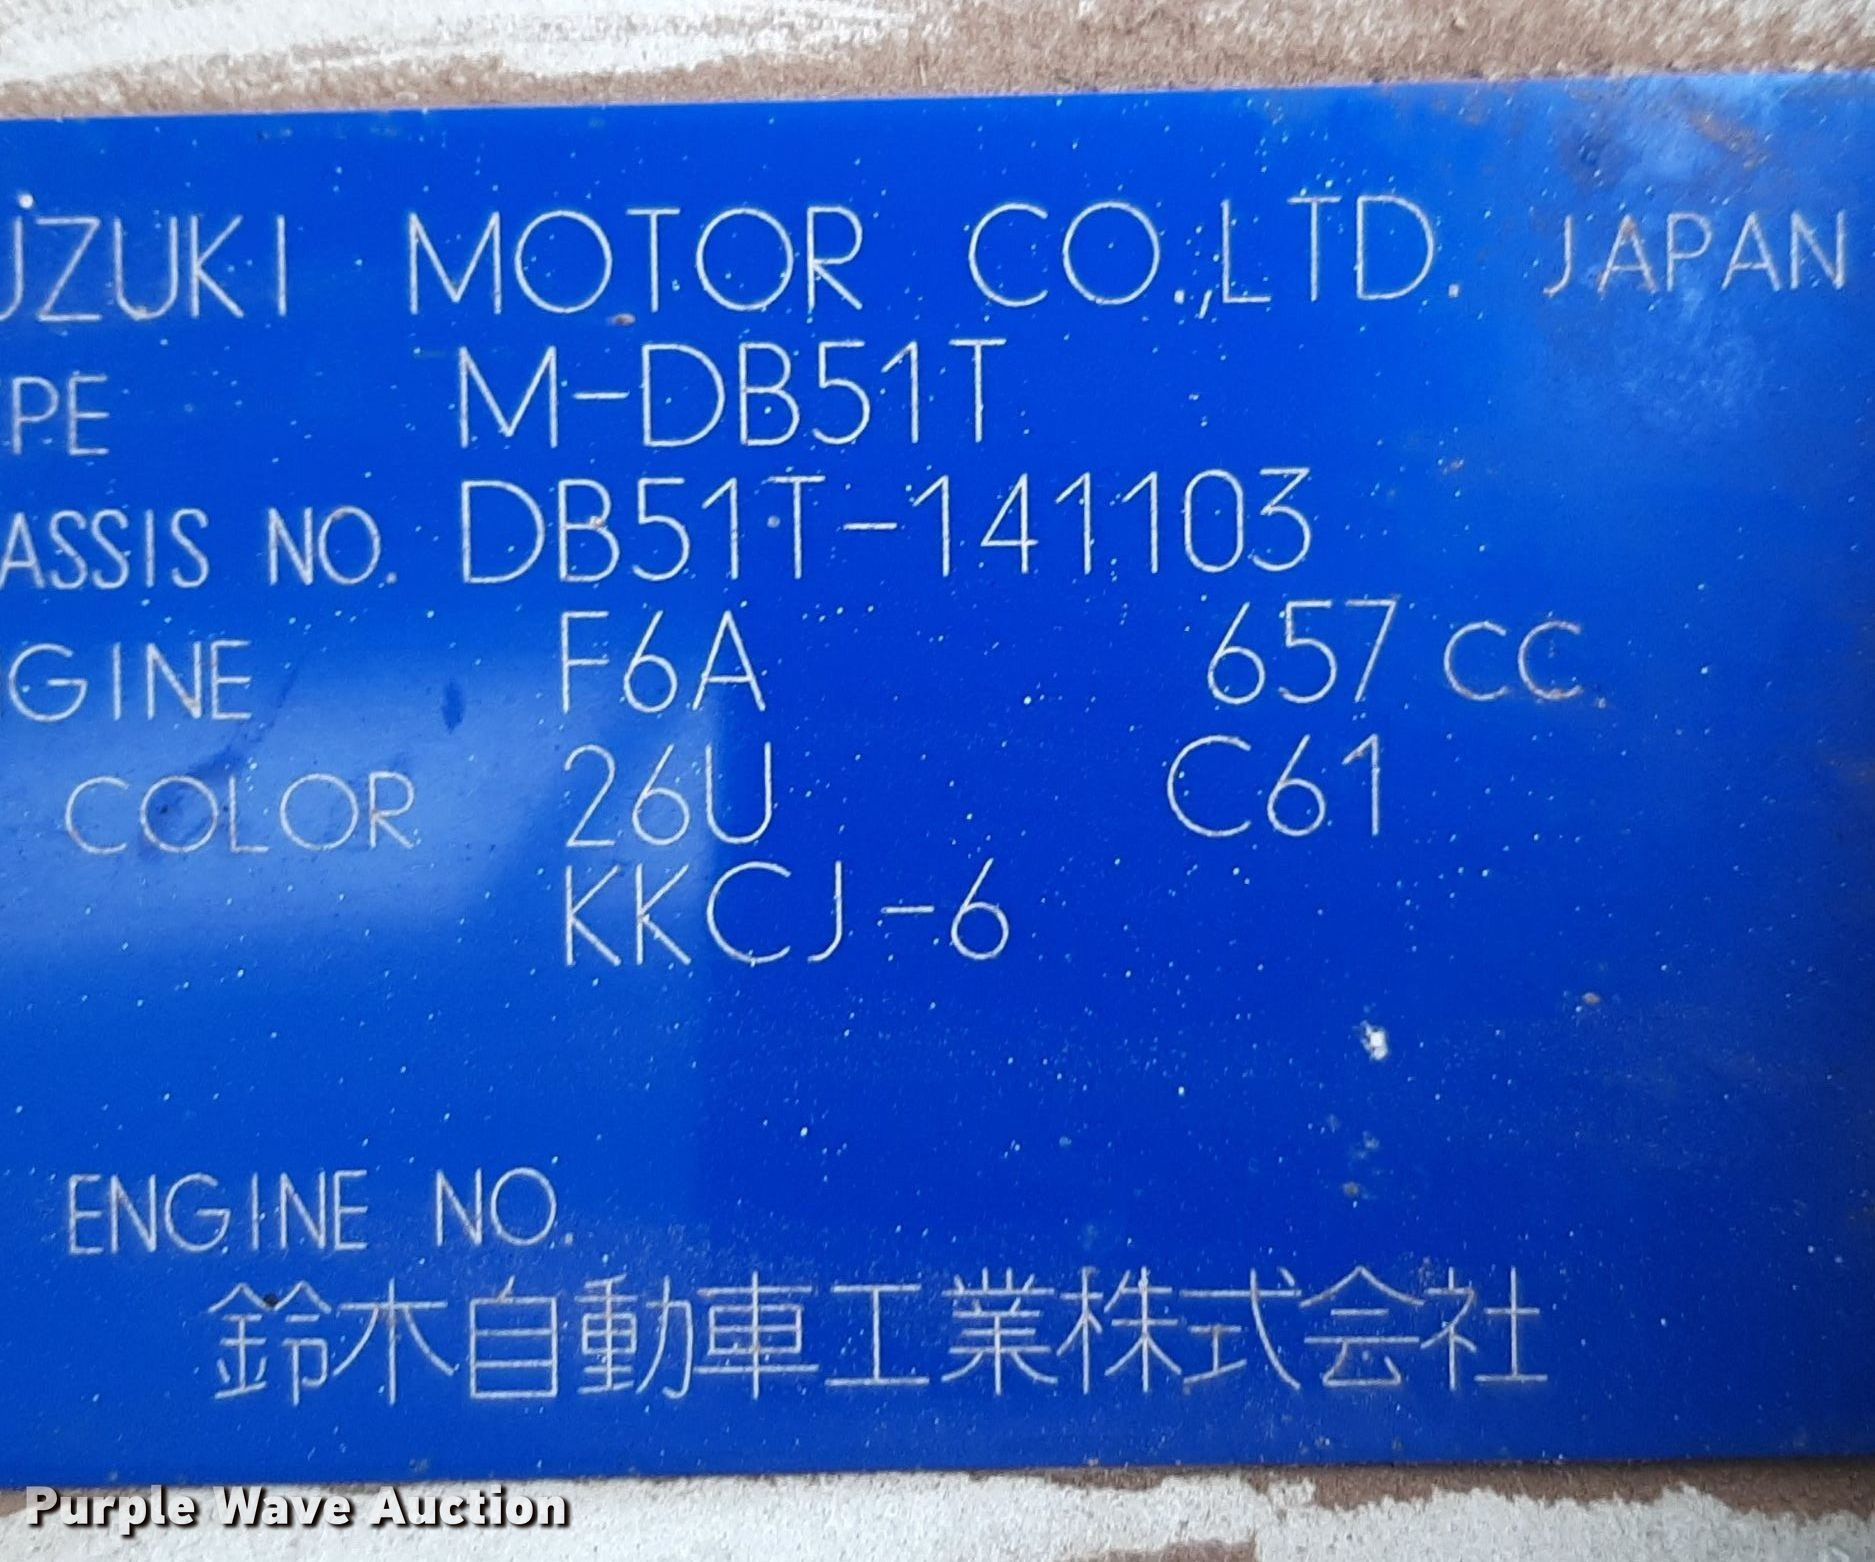 UZUKI MOTOR CO.,LTD. JAPAN
YPE M-DB51T
ASSIS NO. DB51T-141103
GINE F6A 657 CC
COLOR 26U C61
KKCJ-6
ENGINE NO.
鈴木自動車工業株式会社
Purple Wave Auction